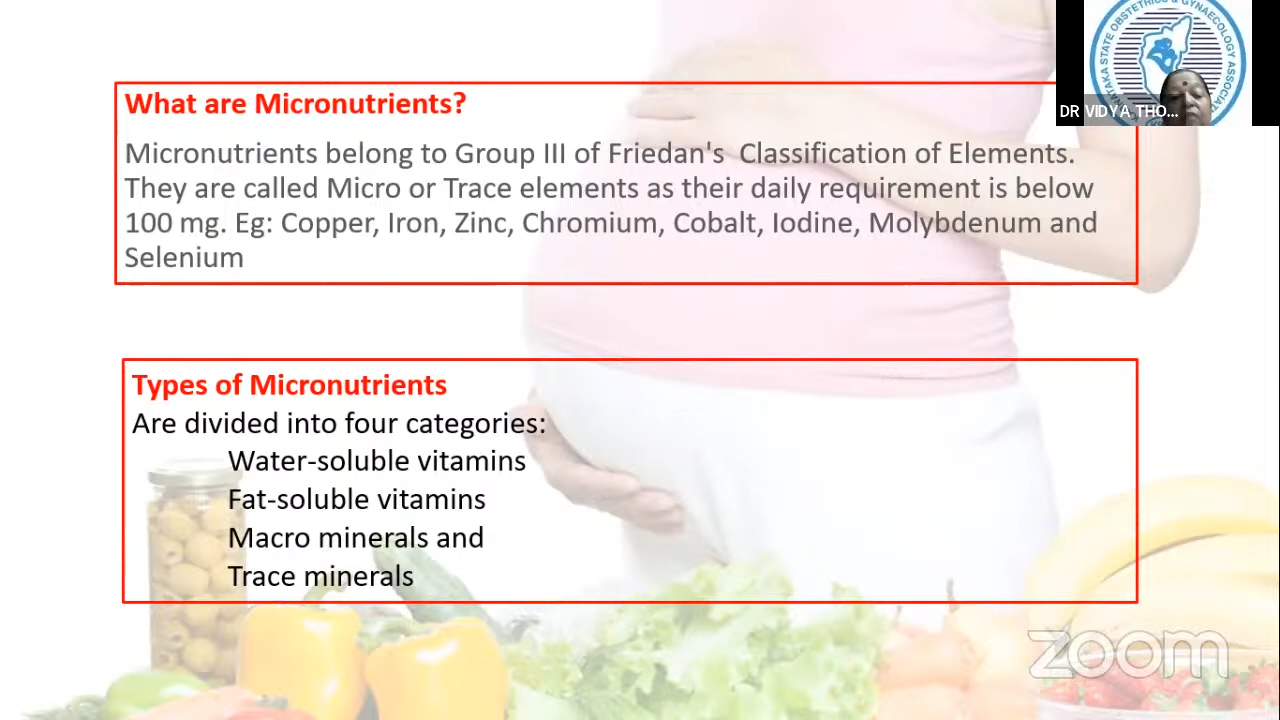 What are Micronutrients?
Micronutrients belong to Group III of Friedan's Classification of Elements.
They are called Micro or Trace elements as their daily requirement is below
100 mg. Eg: Copper, Iron, Zinc, Chromium, Cobalt, Iodine, Molybdenum and
Selenium
Types of Micronutrients
Are divided into four categories:
Water-soluble vitamins
Fat-soluble vitamins
Macro minerals and
Trace minerals
STATE OBSTETRICS & GYNAECOLOGY
DR VIDYA THO...
zoom